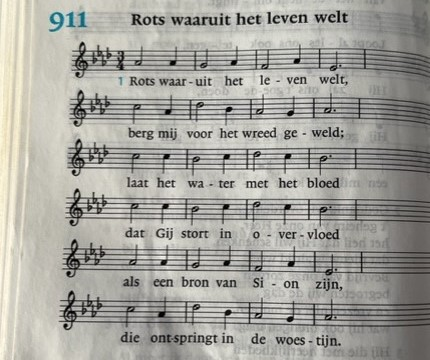 911 Rots waaruit het leven welt
1 Rots waar-uit het le-ven welt,
berg mij voor het wreed ge-weld;
laat het wa-ter met het bloed
dat Gij stort in o-ver-vloed
als een bron van Si-on zijn,
die ont-springt in de woes-tijn.